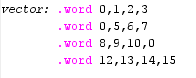 vector: .word 0,1,2,3
.word 0,5,6,7
.word 8,9,10,0
.word 12,13,14,15